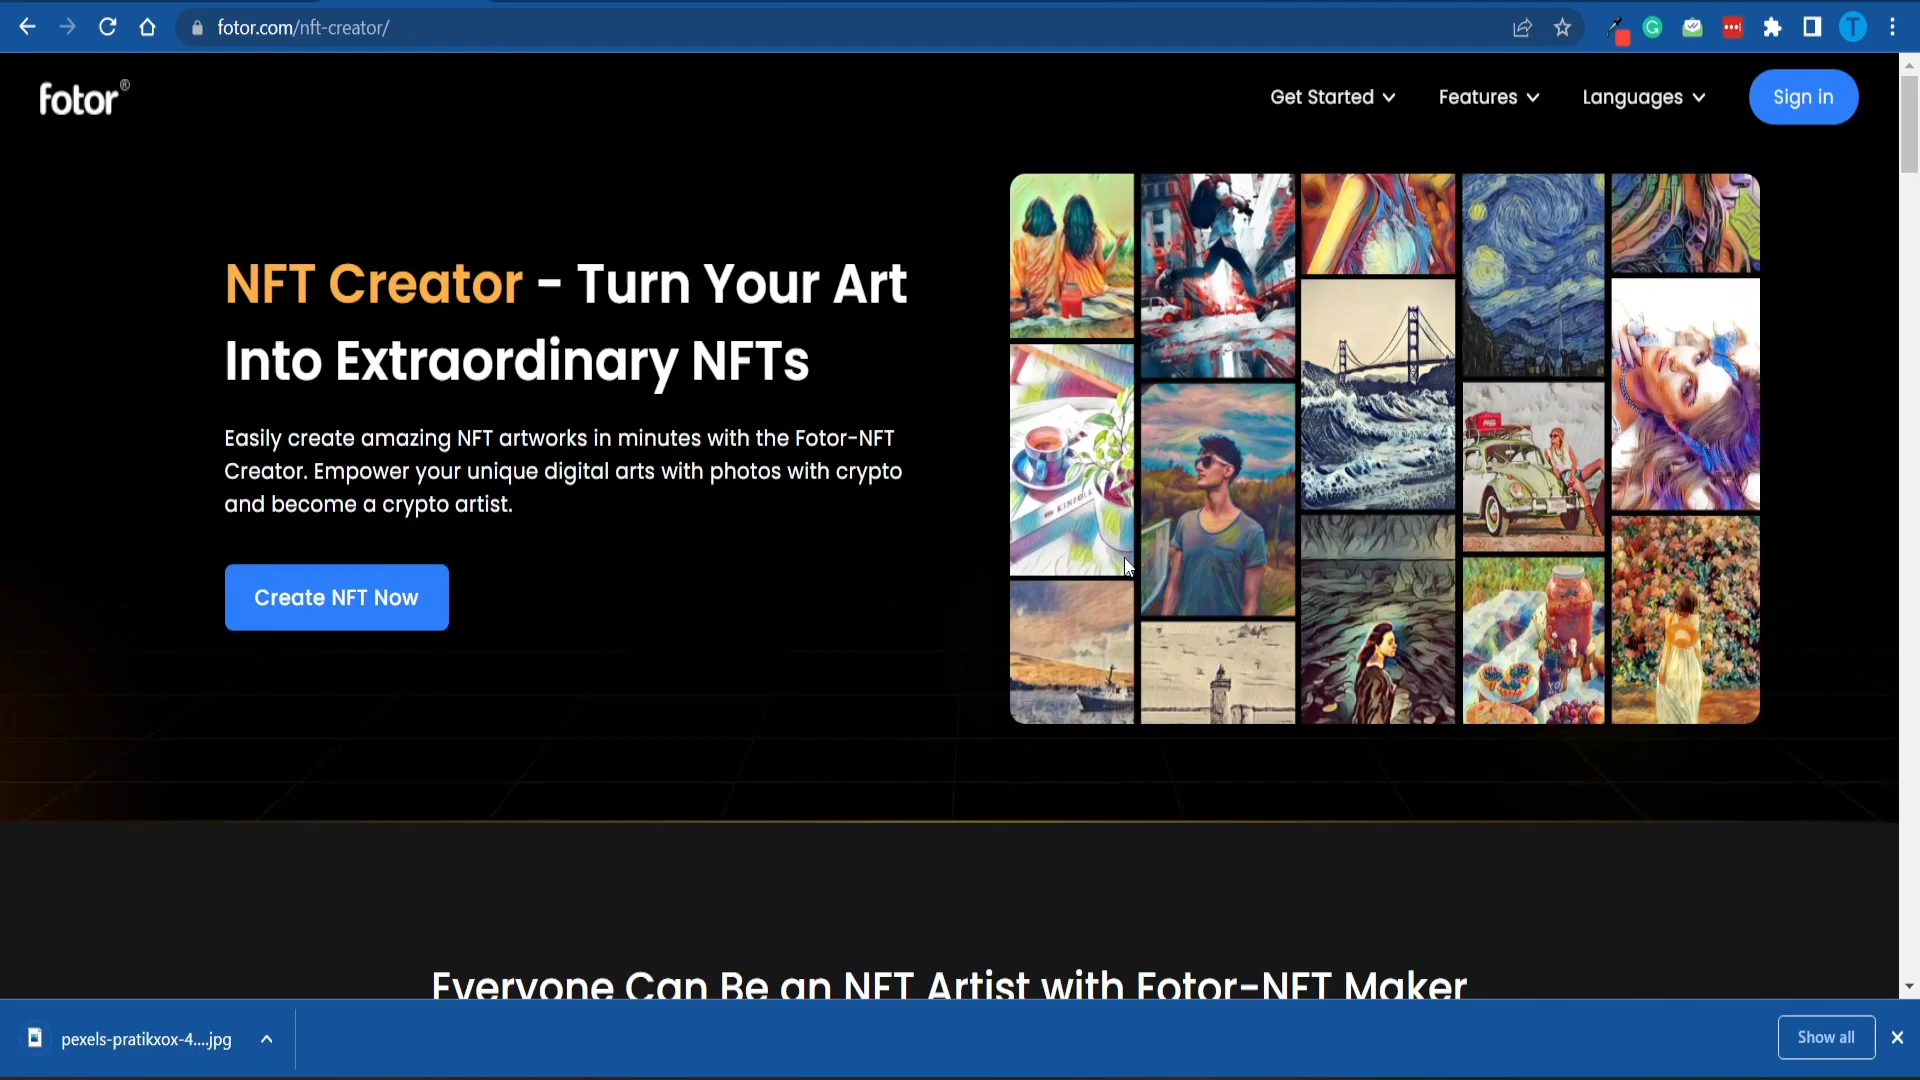 fotor.com/nft-creator/
T
fotor®
Get Started
Features
Languages
Sign in
NFT Creator - Turn Your Art
Into Extraordinary NFTs
Easily create amazing NFT artworks in minutes with the Fotor-NFT
Creator. Empower your unique digital arts with photos with crypto
and become a crypto artist.
Create NFT Now
KINFOLK
Everyone Can Be an NFT Artist with Fotor-NFT Maker
pexels-pratikxox-4....jpg
Show all